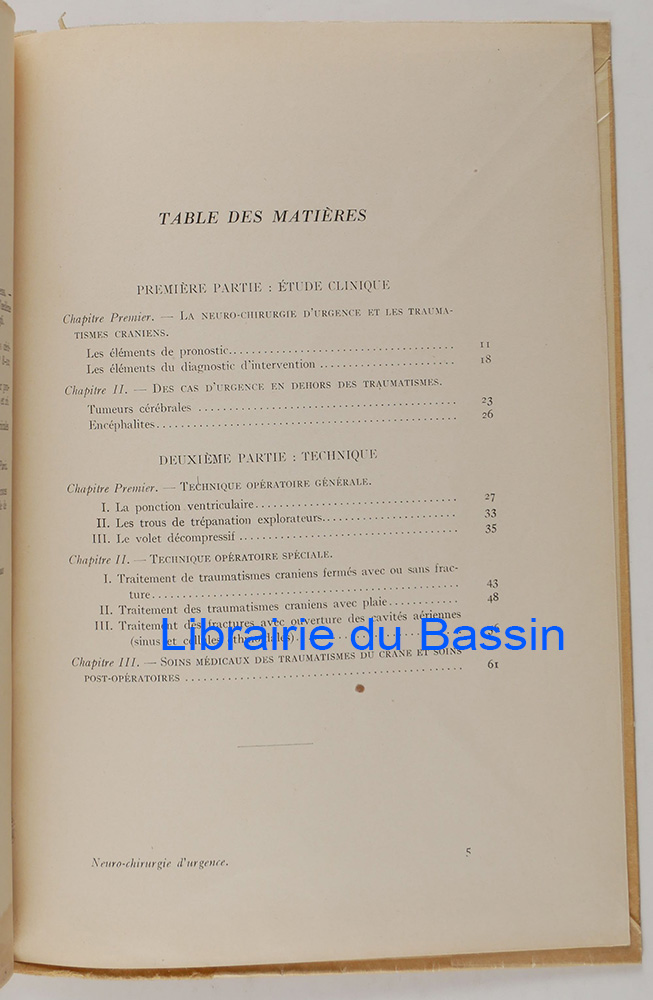 TABLE DES MATIÈRES
PREMIÈRE PARTIE : ÉTUDE CLINIQUE
Chapitre Premier. — LA NEURO-CHIRURGIE D'URGENCE ET LES TRAUMA-
TISMES CRANIENS.
Les éléments de pronostic........ 11
Les éléments du diagnostic d'intervention ........ 18
Chapitre II. — DES CAS D'URGENCE EN DEHORS DES TRAUMATISMES.
Tumeurs cérébrales ........ 23
Encéphalites........ 26
DEUXIÈME PARTIE : TECHNIQUE
Chapitre Premier. — TECHNIQUE OPÉRATOIRE GÉNÉRALE.
I. La ponction ventriculaire........ 27
II. Les trous de trépanation explorateurs........ 33
III. Le volet décompressif ........ 35
Chapitre II. — TECHNIQUE OPÉRATOIRE SPÉCIALE.
I. Traitement de traumatismes craniens fermés avec ou sans frac-
ture........ 43
II. Traitement des traumatismes craniens avec plaie........ 48
III. Traitement des fractures avec ouverture des cavités aériennes
(sinus et cellules
Librairie du Bassin
Chapitre III. — SOINS MÉDICAUX DES TRAUMATISMES DU CRANE ET SOINS
POST-OPÉRATOIRES ........ 61
Neuro-chirurgie d'urgence. 5